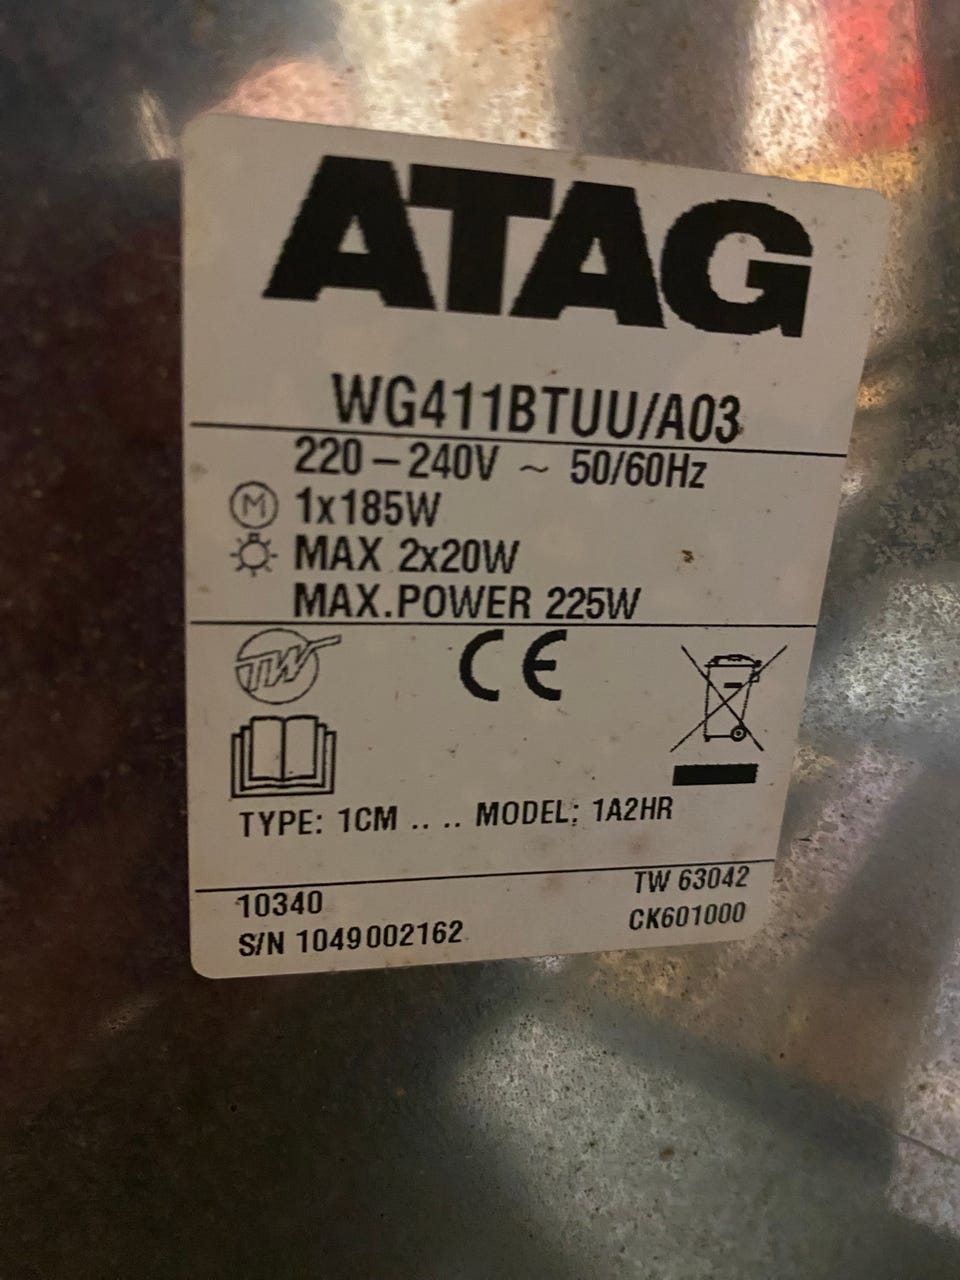 ATAG
WG411BTUU/A03
220-240V ~ 50/60Hz
M 1x185W
MAX 2x20W
MAX.POWER 225W
TW CE
TYPE: 1CM .. .. MODEL: 1A2HR
10340 TW 63042
S/N 1049002162 CK601000